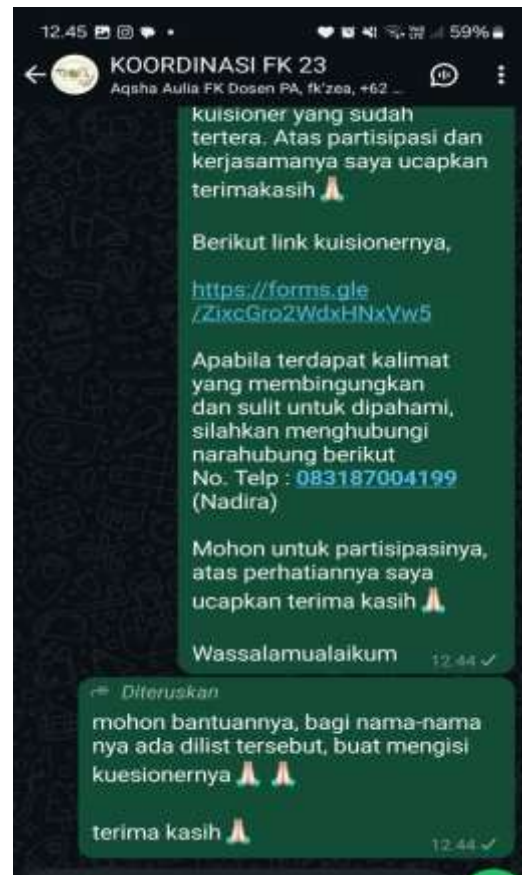 12.45 59%
KOORDINASI FK 23
Aqsha Aulia FK Dosen PA, fk'zea, +62 ...
kuisioner yang sudah
tertera. Atas partisipasi dan
kerjasamanya saya ucapkan
terimakasih 🙏🏻
Berikut link kuisionernya,
https://forms.gle
/ZixcGro2WdxHNxVw5
Apabila terdapat kalimat
yang membingungkan
dan sulit untuk dipahami,
silahkan menghubungi
narahubung berikut
No. Telp : 083187004199
(Nadira)
Mohon untuk partisipasinya,
atas perhatiannya saya
ucapkan terima kasih 🙏🏻
Wassalamualaikum 12.44 ✓
Diteruskan
mohon bantuannya, bagi nama-nama
nya ada dilist tersebut, buat mengisi
kuesionernya 🙏🏻 🙏🏻
terima kasih 🙏🏻
12.44 ✓